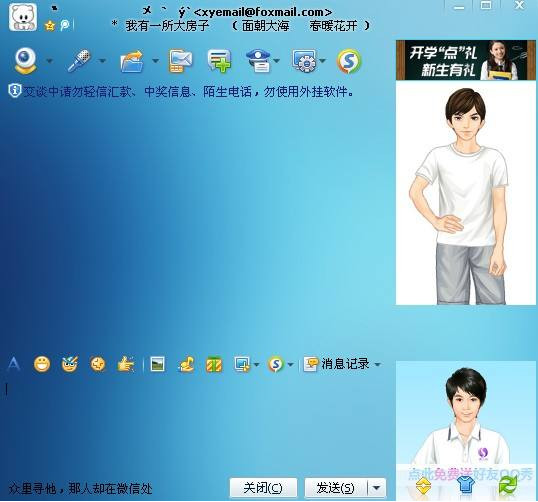 <xyemail@foxmail.com>
* 我有一所大房子 （ 面朝大海 春暖花开 ）
开学“点”礼
新生有礼
交谈中请勿轻信汇款、中奖信息、陌生电话，勿使用外挂软件。
消息记录
点此免费送好友QQ秀
众里寻他，那人却在微信处
关闭(C)
发送(S)